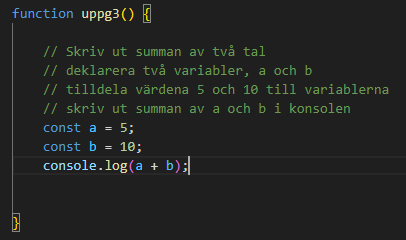 function uppg3() {
// Skriv ut summan av två tal
// deklarera två variabler, a och b
// tilldela värdena 5 och 10 till variablerna
// skriv ut summan av a och b i konsolen
const a = 5;
const b = 10;
console.log(a + b);
}